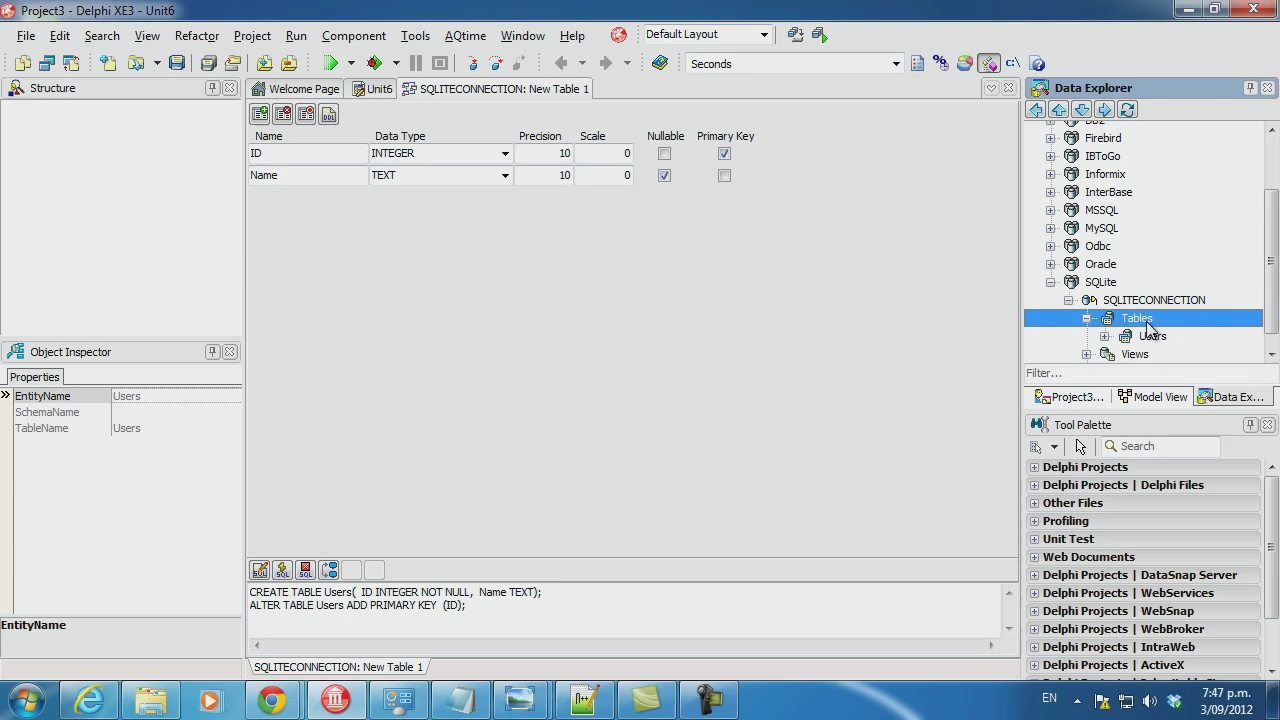 Project3 - Delphi XE3 - Unit6
File Edit Search View Refactor Project Run Component Tools AQtime Window Help
Default Layout
Seconds
Structure
Welcome Page Unit6 SQLITECONNECTION: New Table 1
DDL
Name Data Type Precision Scale Nullable Primary Key
ID INTEGER 10 0
Name TEXT 10 0
Object Inspector
Properties
EntityName Users
SchemaName
TableName Users
EntityName
SQL SQL SQL
CREATE TABLE Users( ID INTEGER NOT NULL, Name TEXT);
ALTER TABLE Users ADD PRIMARY KEY (ID);
SQLITECONNECTION: New Table 1
Data Explorer
Firebird
IBToGo
Informix
InterBase
MSSQL
MySQL
Odbc
Oracle
SQLite
SQLITECONNECTION
Tables
Users
Views
Filter...
Project3... Model View Data Ex...
Tool Palette
Search
Delphi Projects
Delphi Projects | Delphi Files
Other Files
Profiling
Unit Test
Web Documents
Delphi Projects | DataSnap Server
Delphi Projects | WebServices
Delphi Projects | WebSnap
Delphi Projects | WebBroker
Delphi Projects | IntraWeb
Delphi Projects | ActiveX
EN
7:47 p.m.
3/09/2012